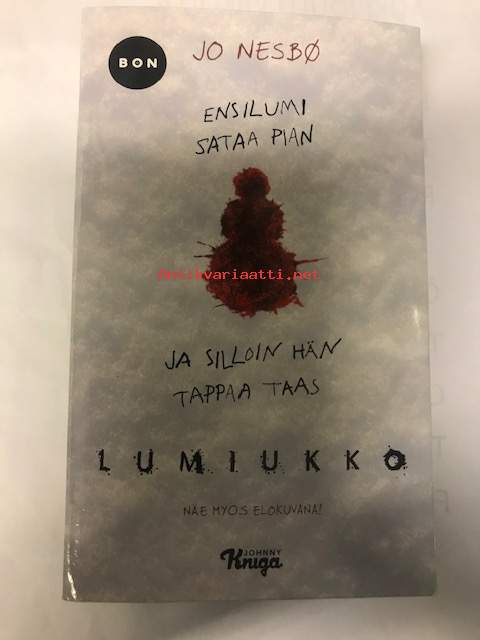 BON
JO NESBØ
ENSILUMI
SATAA PIAN
Antikvariaatti.net
JA SILLOIN HÄN
TAPPAA TAAS
LUMIUKKO
NÄE MYÖS ELOKUVANA!
JOHNNY
Kniga